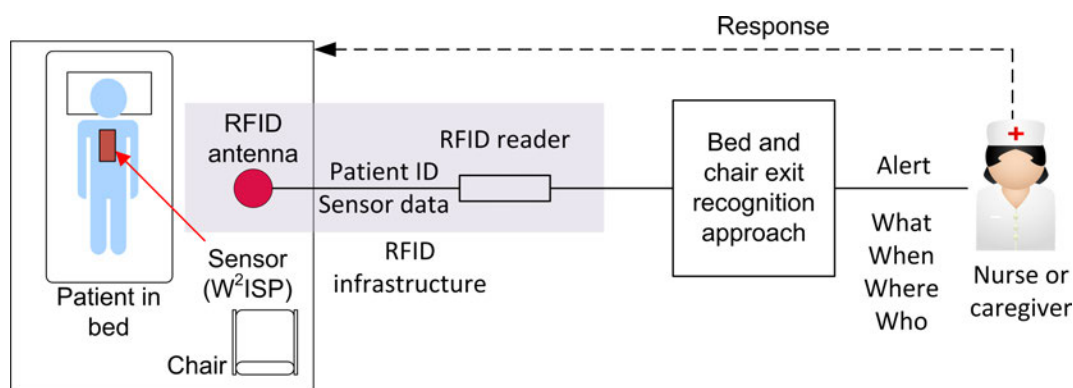 Response
RFID
antenna
RFID reader
Patient ID
Sensor data
RFID
infrastructure
Sensor
(W²ISP)
Patient in
bed
Chair
Bed and
chair exit
recognition
approach
Alert
What
When
Where
Who
Nurse or
caregiver